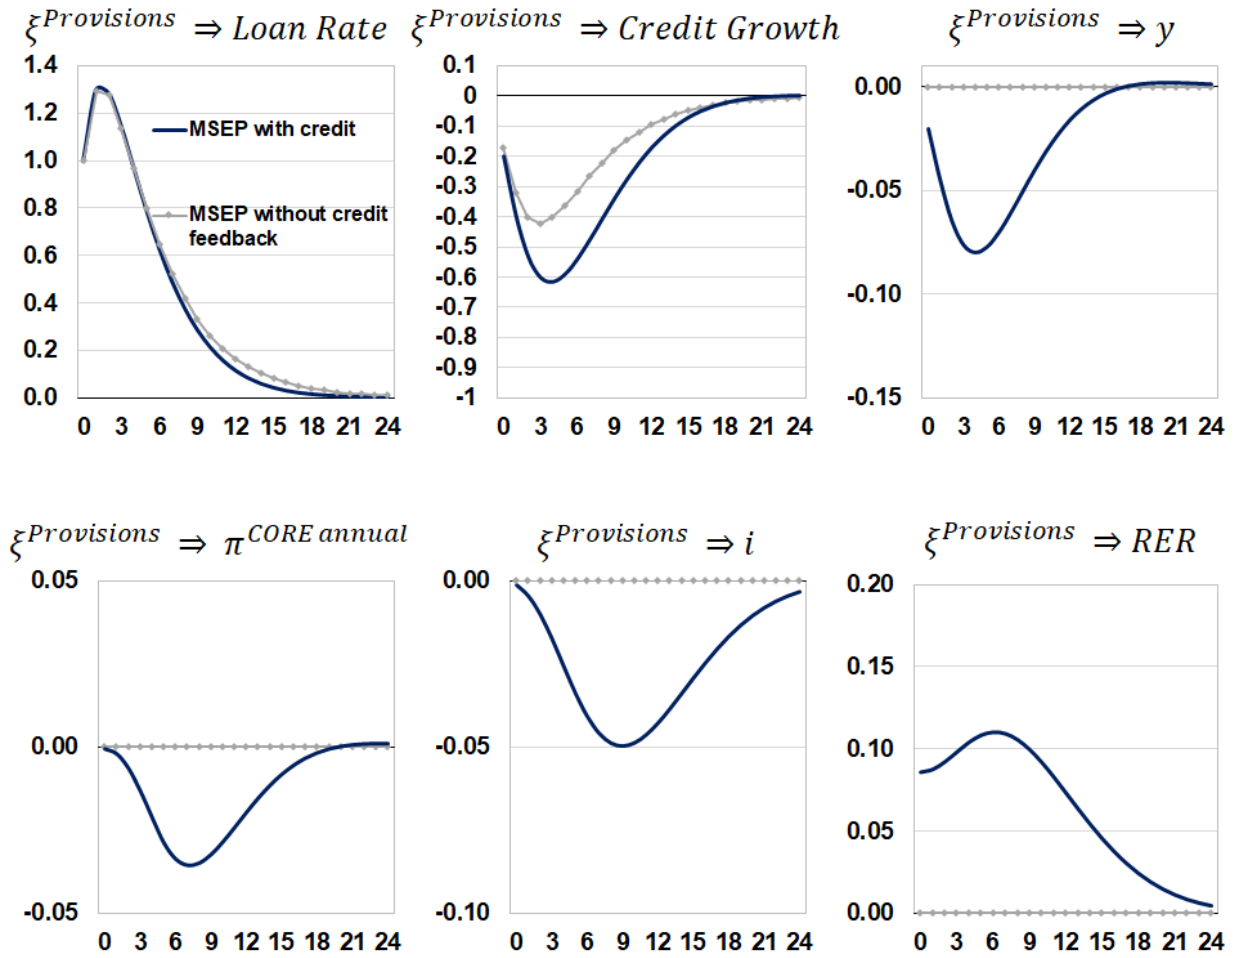 ξ^Provisions ⇒ Loan Rate
1.4
1.2
1.0
0.8
0.6
0.4
0.2
0.0
MSEP with credit
MSEP without credit
feedback
0 3 6 9 12 15 18 21 24
ξ^Provisions ⇒ Credit Growth
0.1
0
-0.1
-0.2
-0.3
-0.4
-0.5
-0.6
-0.7
-0.8
-0.9
-1
0 3 6 9 12 15 18 21 24
ξ^Provisions ⇒ y
0.00
-0.05
-0.10
-0.15
0 3 6 9 12 15 18 21 24
ξ^Provisions ⇒ π^CORE annual
0.05
0.00
-0.05
0 3 6 9 12 15 18 21 24
ξ^Provisions ⇒ i
0.00
-0.05
-0.10
0 3 6 9 12 15 18 21 24
ξ^Provisions ⇒ RER
0.20
0.15
0.10
0.05
0.00
0 3 6 9 12 15 18 21 24